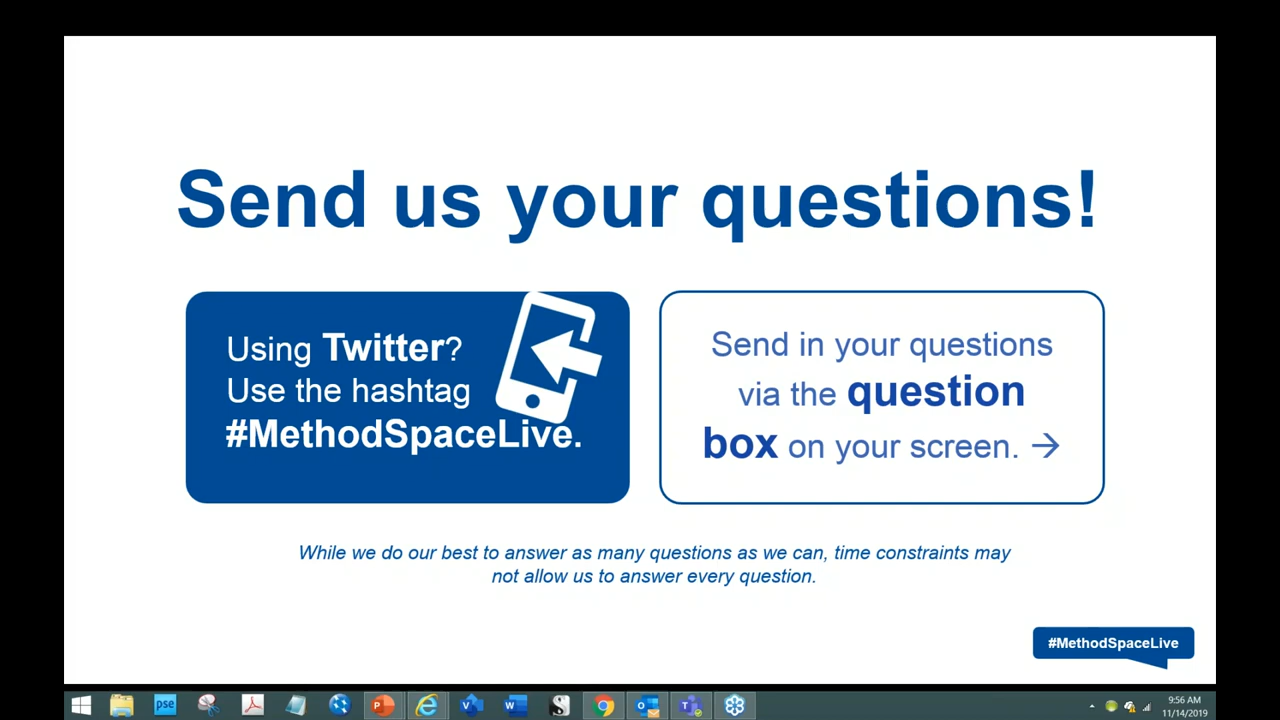 Send us your questions!
Using Twitter?
Use the hashtag
#MethodSpaceLive.
Send in your questions
via the question
box on your screen. →
While we do our best to answer as many questions as we can, time constraints may
not allow us to answer every question.
#MethodSpaceLive
pse
9:56 AM
11/14/2019